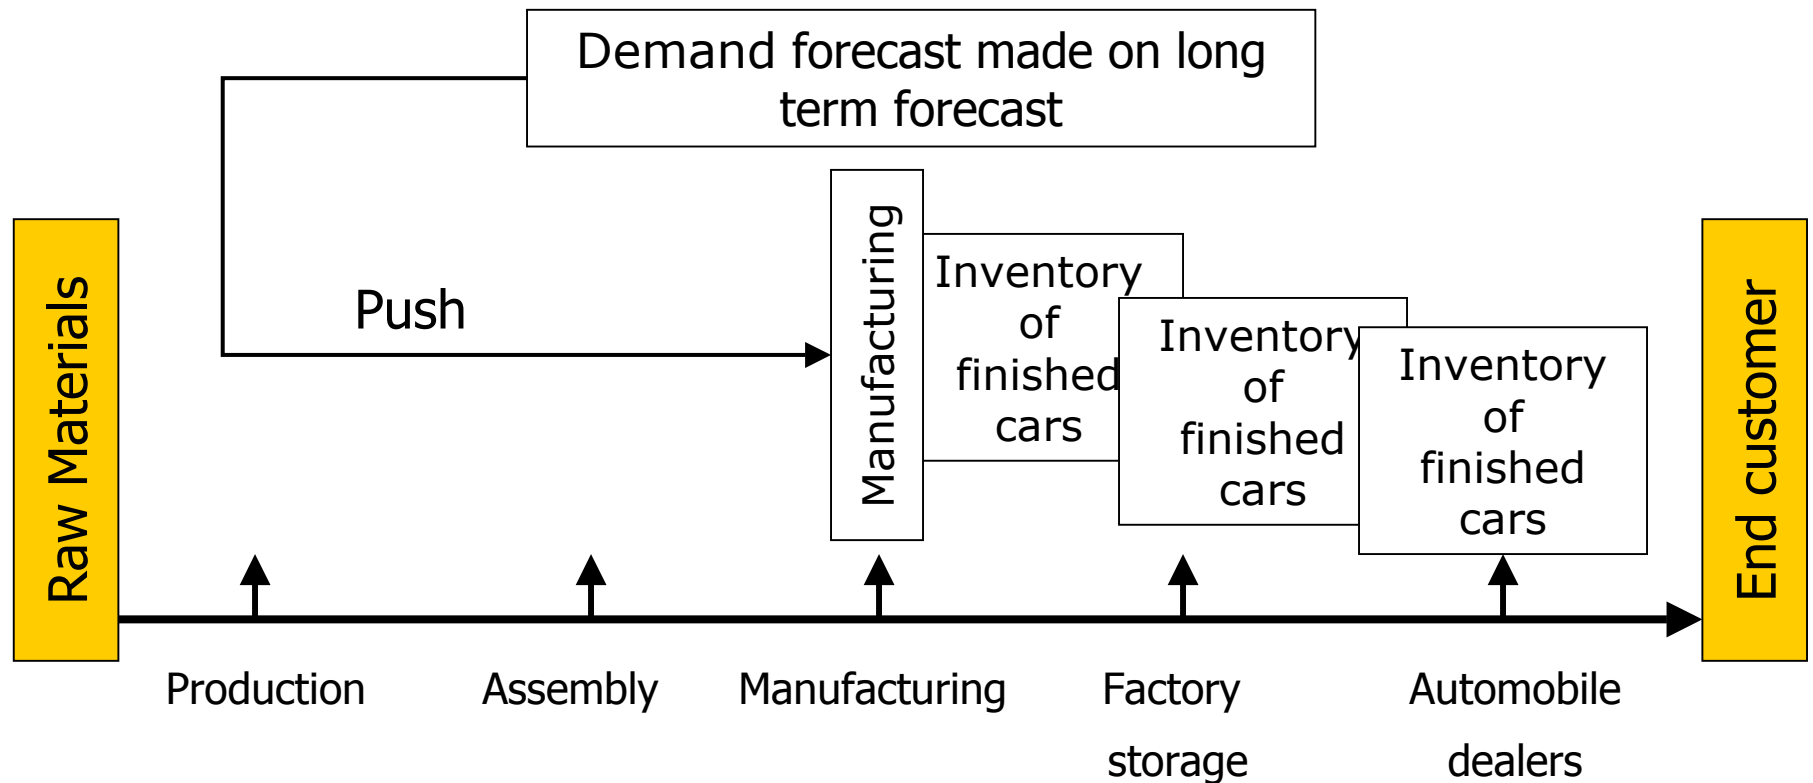 Demand forecast made on long
term forecast
Push
Raw Materials
Manufacturing
Inventory
of
finished
cars
Inventory
of
finished
cars
Inventory
of
finished
cars
End customer
Production
Assembly
Manufacturing
Factory
storage
Automobile
dealers